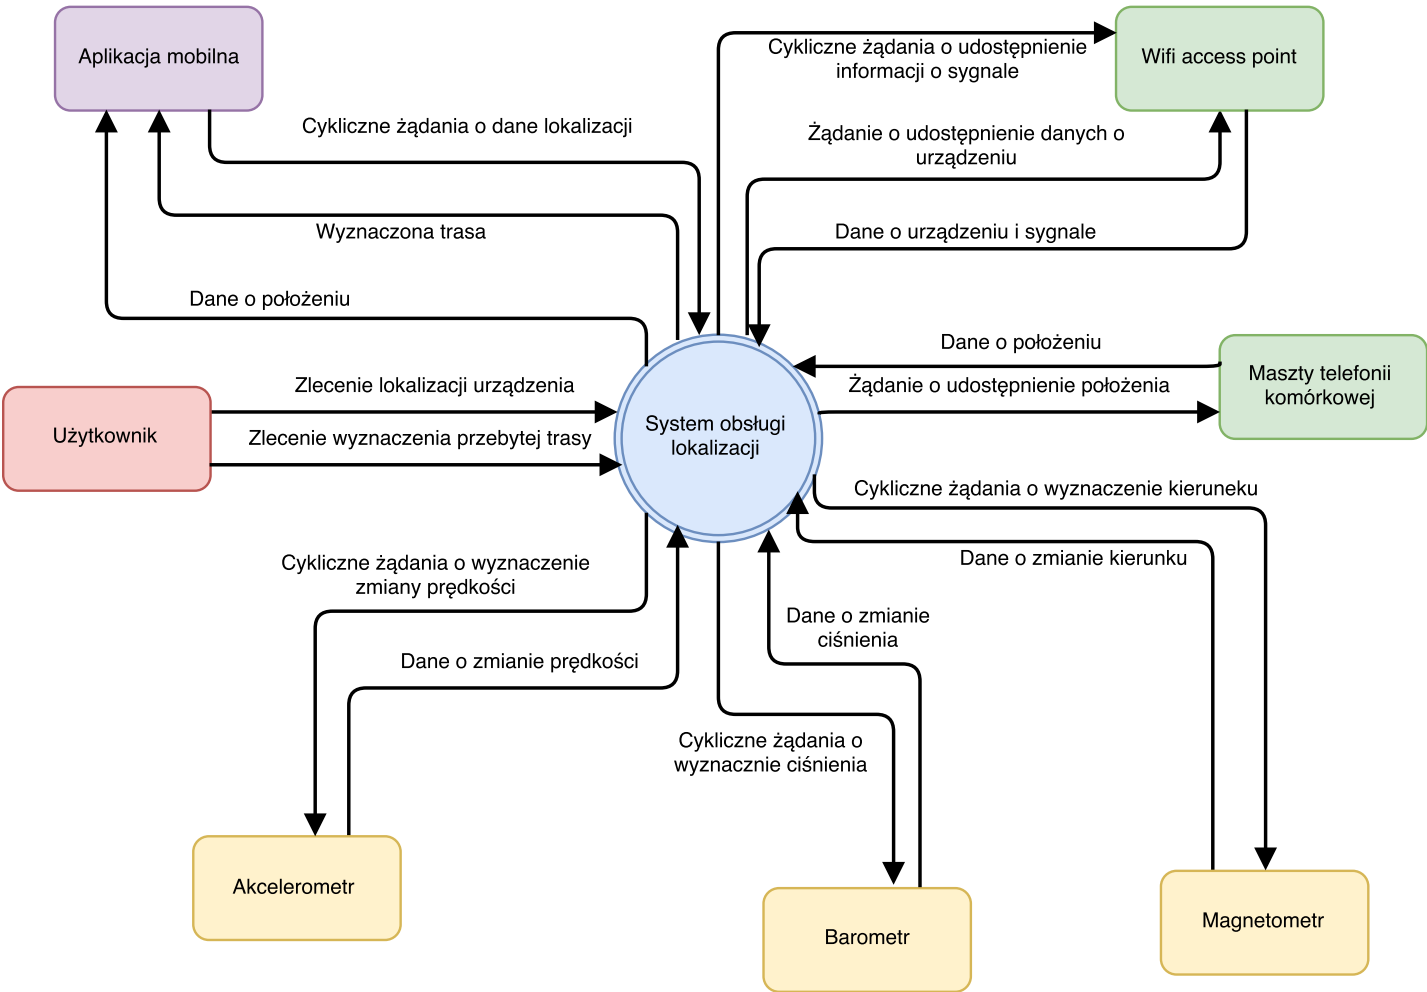 Aplikacja mobilna
Cykliczne żądania o udostępnienie
informacji o sygnale
Wifi access point
Cykliczne żądania o dane lokalizacji
Żądanie o udostępnienie danych o
urządzeniu
Wyznaczona trasa
Dane o urządzeniu i sygnale
Dane o położeniu
Dane o położeniu
Zlecenie lokalizacji urządzenia
Żądanie o udostępnienie położenia
Maszty telefonii
komórkowej
Użytkownik
Zlecenie wyznaczenia przebytej trasy
System obsługi
lokalizacji
Cykliczne żądania o wyznaczenie kieruneku
Cykliczne żądania o wyznaczenie
zmiany prędkości
Dane o zmianie kierunku
Dane o zmianie
ciśnienia
Dane o zmianie prędkości
Cykliczne żądania o
wyznacznie ciśnienia
Akcelerometr
Barometr
Magnetometr